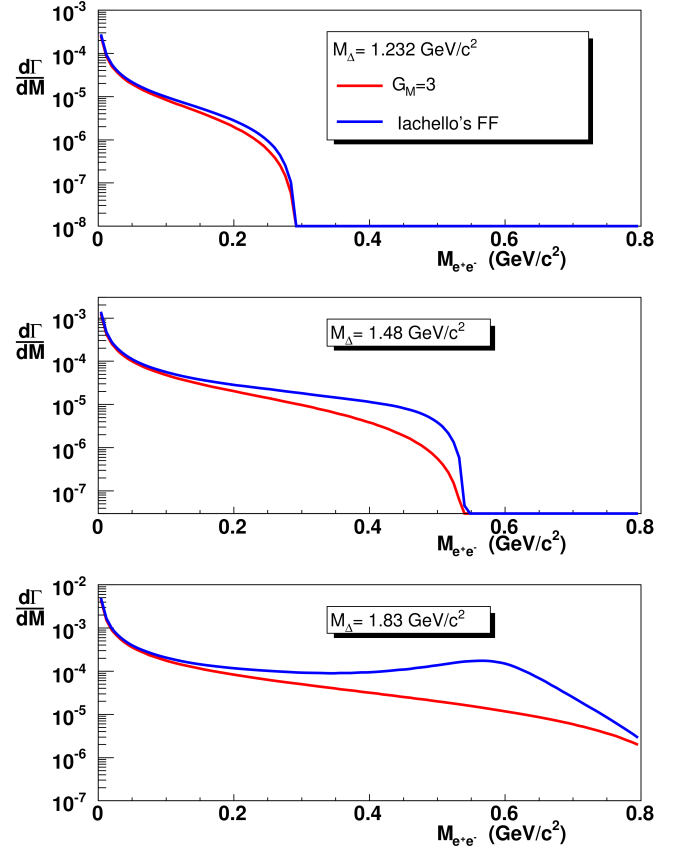 10⁻³
10⁻⁴
10⁻⁵
10⁻⁶
10⁻⁷
10⁻⁸
dΓ
dM
M_Δ= 1.232 GeV/c²
G_M=3
Iachello's FF
0 0.2 0.4 0.6 0.8
M_e⁺e⁻ (GeV/c²)
10⁻³
10⁻⁴
10⁻⁵
10⁻⁶
10⁻⁷
dΓ
dM
M_Δ= 1.48 GeV/c²
0 0.2 0.4 0.6 0.8
M_e⁺e⁻ (GeV/c²)
10⁻²
10⁻³
10⁻⁴
10⁻⁵
10⁻⁶
10⁻⁷
dΓ
dM
M_Δ= 1.83 GeV/c²
0 0.2 0.4 0.6 0.8
M_e⁺e⁻ (GeV/c²)